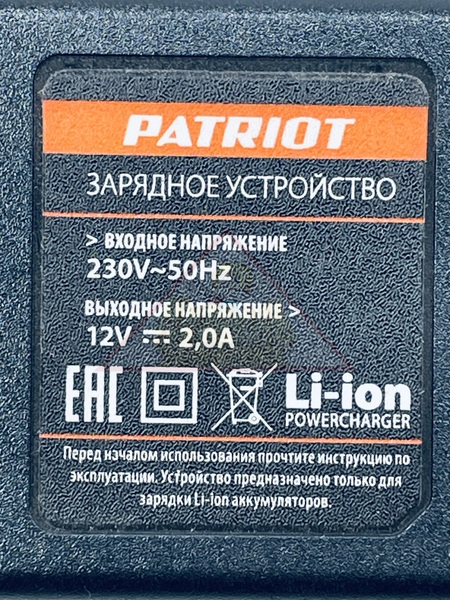 PATRIOT
ЗАРЯДНОЕ УСТРОЙСТВО
> ВХОДНОЕ НАПРЯЖЕНИЕ
230V~50Hz
ВЫХОДНОЕ НАПРЯЖЕНИЕ >
12V ⎓ 2,0A
EAC Li-ion
POWERCHARGER
Перед началом использования прочтите инструкцию по
эксплуатации. Устройство предназначено только для
зарядки Li-ion аккумуляторов.